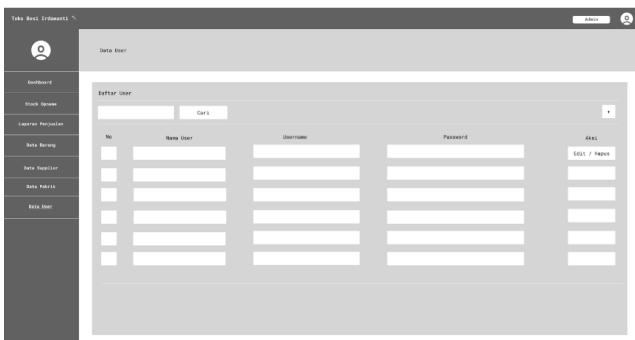 Toko Besi Irdamanti
Admin
Data User
Dashboard
Stock Opname
Laporan Penjualan
Data Barang
Data Supplier
Data Pabrik
Data User
Daftar User
Cari
+
No Nama User Username Password Aksi
Edit / Hapus